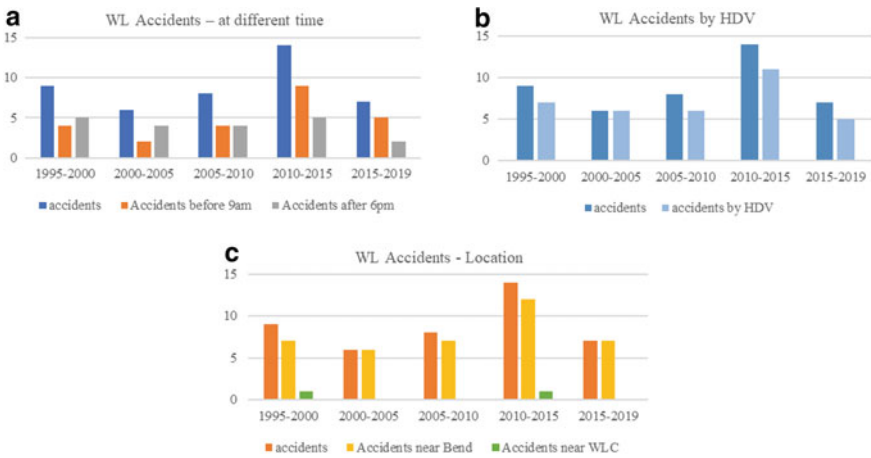 a
WL Accidents – at different time
15
10
5
0
1995-2000 2000-2005 2005-2010 2010-2015 2015-2019
accidents Accidents before 9am Accidents after 6pm
b
WL Accidents by HDV
15
10
5
0
1995-2000 2000-2005 2005-2010 2010-2015 2015-2019
accidents accidents by HDV
c
WL Accidents - Location
15
10
5
0
1995-2000 2000-2005 2005-2010 2010-2015 2015-2019
accidents Accidents near Bend Accidents near WLC